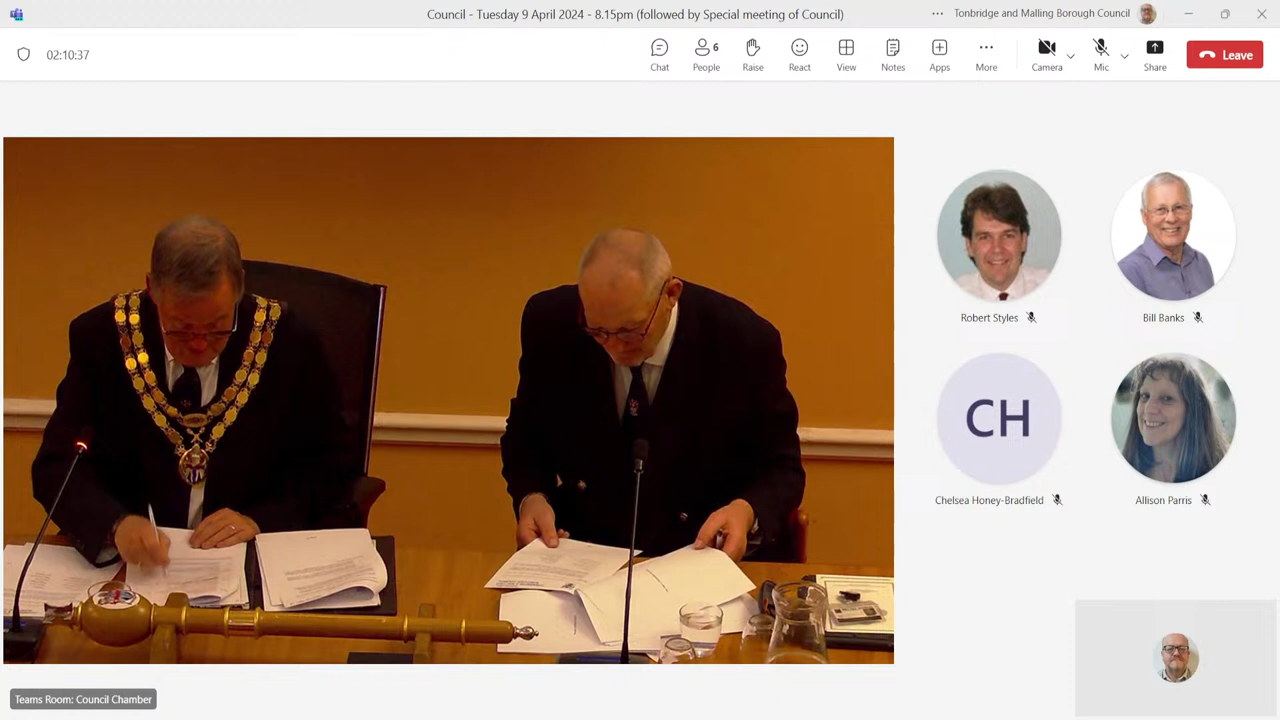 Council - Tuesday 9 April 2024 - 8.15pm (followed by Special meeting of Council)
Tonbridge and Malling Borough Council
02:10:37
Chat
People 6
Raise
React
View
Notes
Apps
More
Camera
Mic
Share
Leave
Robert Styles
Bill Banks
CH
Chelsea Honey-Bradfield
Allison Parris
Teams Room: Council Chamber